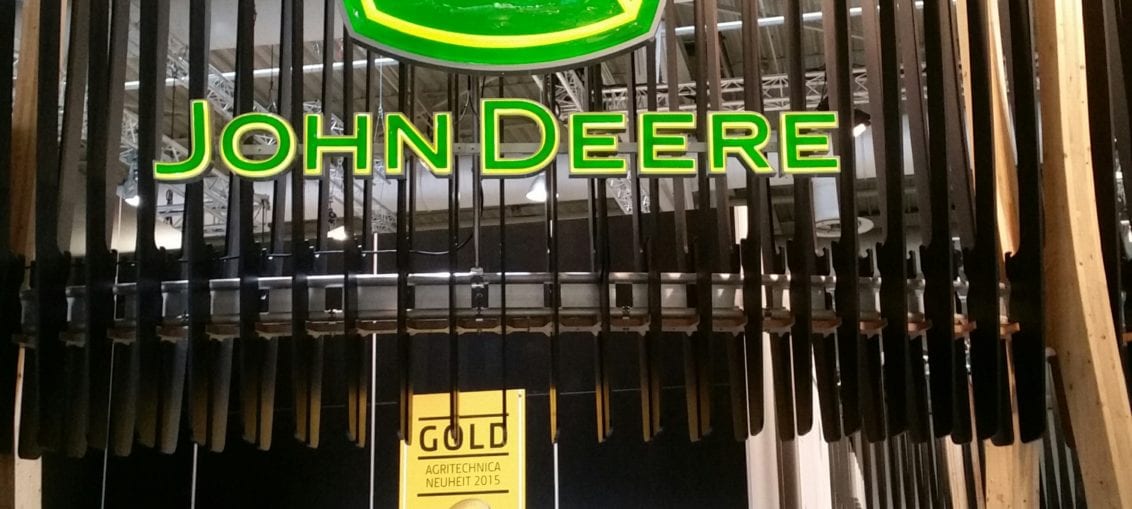 JOHN DEERE
GOLD
AGRITECHNICA
NEUHEIT 2015